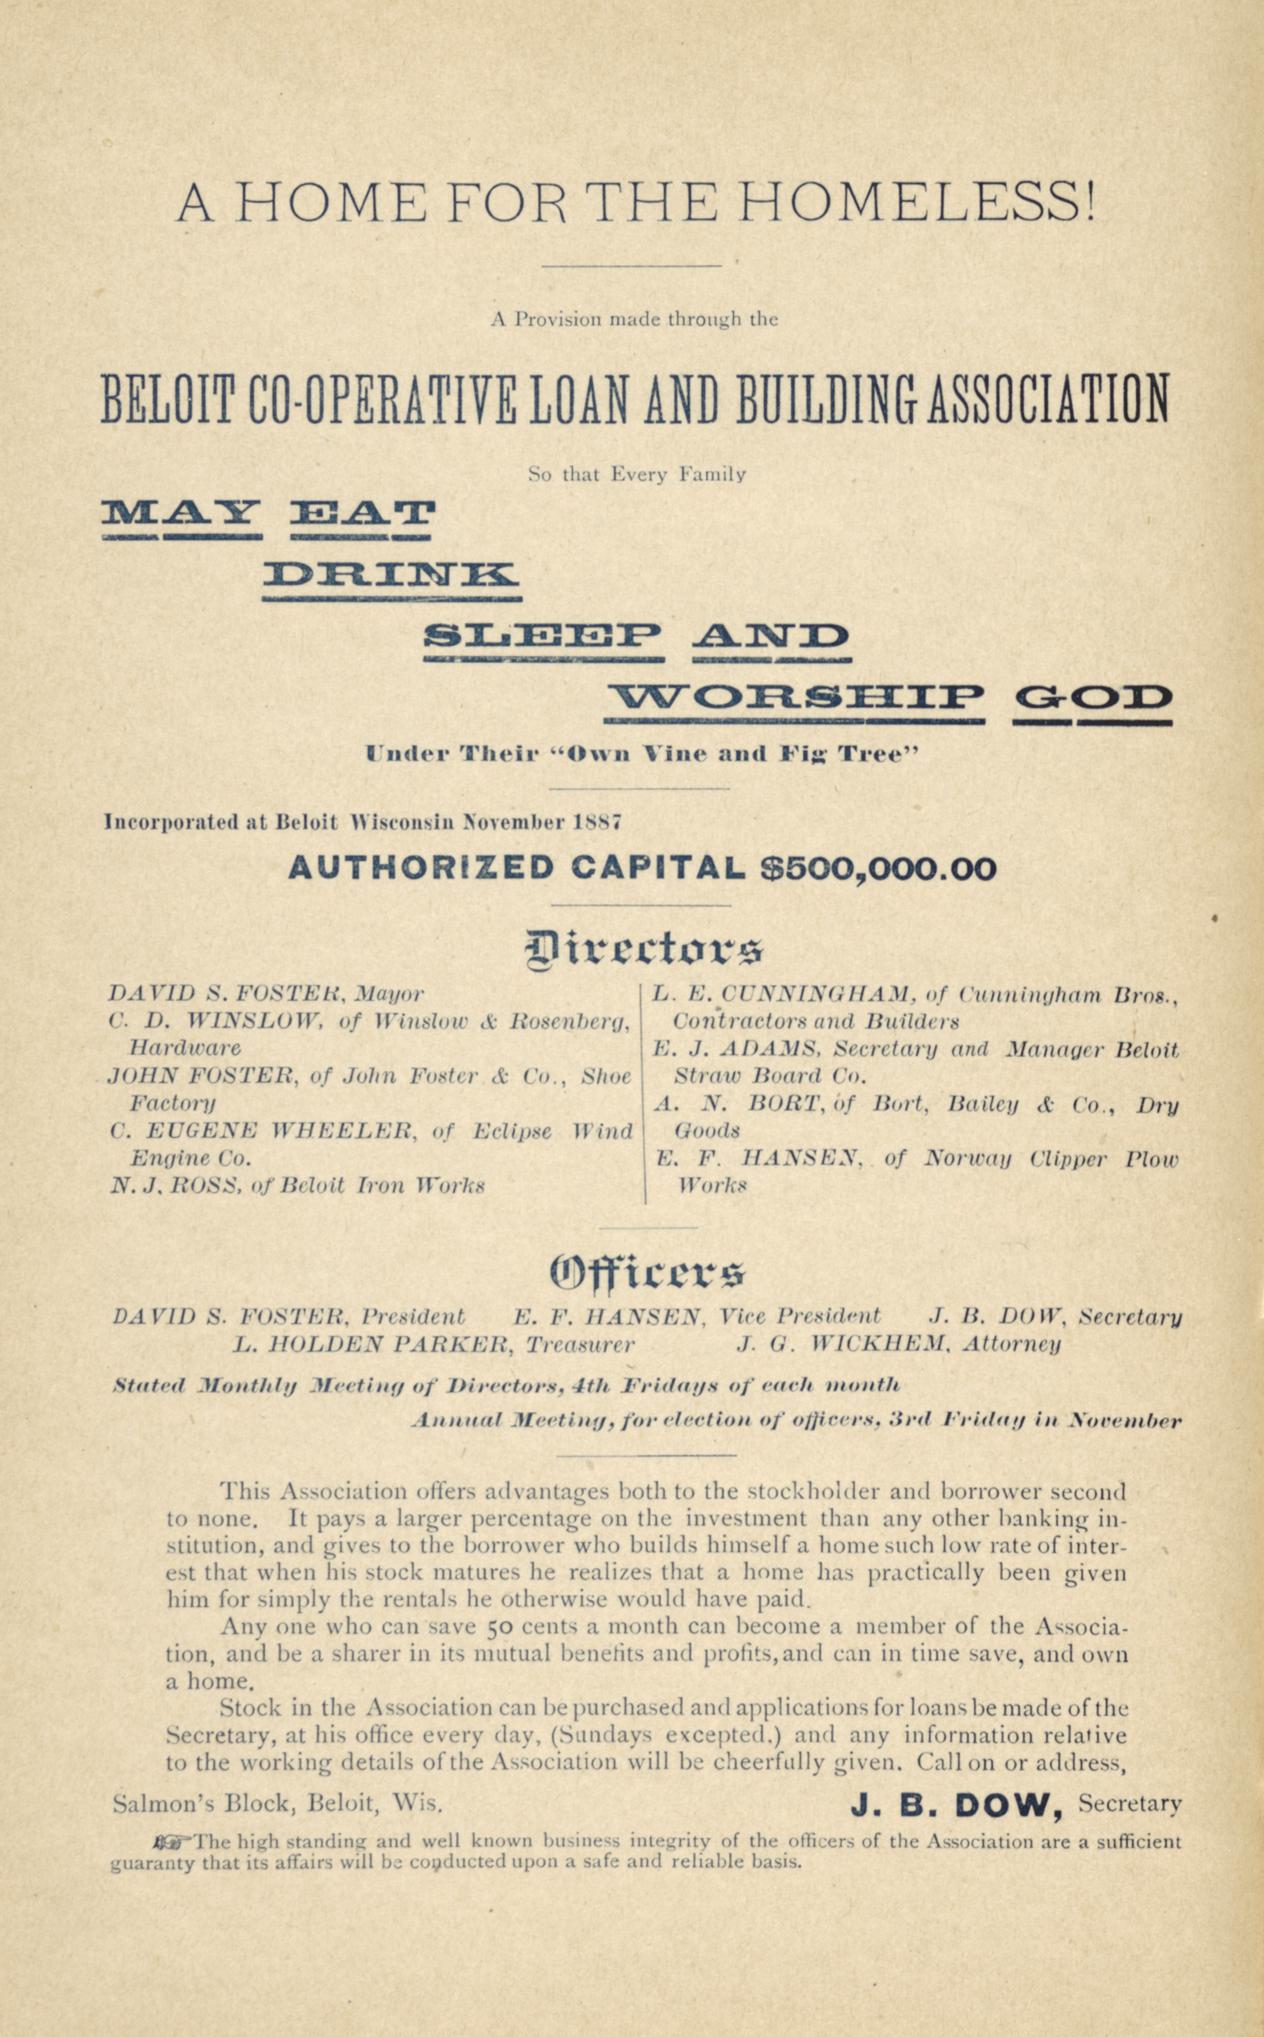 A HOME FOR THE HOMELESS!
A Provision made through the
BELOIT CO-OPERATIVE LOAN AND BUILDING ASSOCIATION
So that Every Family
MAY EAT
DRINK
SLEEP AND
WORSHIP GOD
Under Their “Own Vine and Fig Tree”
Incorporated at Beloit Wisconsin November 1887
AUTHORIZED CAPITAL $500,000.00
Directors
DAVID S. FOSTER, Mayor
C. D. WINSLOW, of Winslow & Rosenberg,
Hardware
JOHN FOSTER, of John Foster & Co., Shoe
Factory
C. EUGENE WHEELER, of Eclipse Wind
Engine Co.
N. J. ROSS, of Beloit Iron Works
L. E. CUNNINGHAM, of Cunningham Bros.,
Contractors and Builders
E. J. ADAMS, Secretary and Manager Beloit
Straw Board Co.
A. N. BORT, of Bort, Bailey & Co., Dry
Goods
E. F. HANSEN, of Norway Clipper Plow
Works
Officers
DAVID S. FOSTER, President E. F. HANSEN, Vice President J. B. DOW, Secretary
L. HOLDEN PARKER, Treasurer J. G. WICKHEM, Attorney
Stated Monthly Meeting of Directors, 4th Fridays of each month
Annual Meeting, for election of officers, 3rd Friday in November
This Association offers advantages both to the stockholder and borrower second
to none. It pays a larger percentage on the investment than any other banking in-
stitution, and gives to the borrower who builds himself a home such low rate of inter-
est that when his stock matures he realizes that a home has practically been given
him for simply the rentals he otherwise would have paid.
Any one who can save 50 cents a month can become a member of the Associa-
tion, and be a sharer in its mutual benefits and profits, and can in time save, and own
a home.
Stock in the Association can be purchased and applications for loans be made of the
Secretary, at his office every day, (Sundays excepted.) and any information relative
to the working details of the Association will be cheerfully given. Call on or address,
Salmon's Block, Beloit, Wis. J. B. DOW, Secretary
☞The high standing and well known business integrity of the officers of the Association are a sufficient
guaranty that its affairs will be conducted upon a safe and reliable basis.